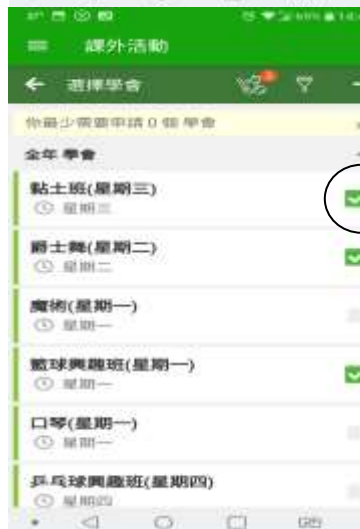 課外活動
選擇學會
你最少需要申請 0 個 學會
全年 學會
黏土班(星期三)
星期三
爵士舞(星期二)
星期二
魔術(星期一)
星期一
籃球興趣班(星期一)
星期一
口琴(星期一)
星期一
乒乓球興趣班(星期四)
星期四